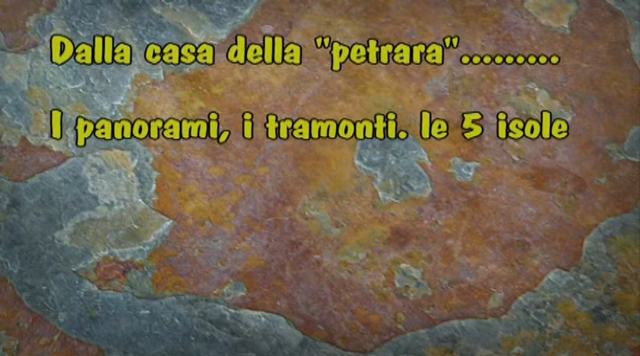 Dalla casa della "petrara".........
I panorami, i tramonti. le 5 isole